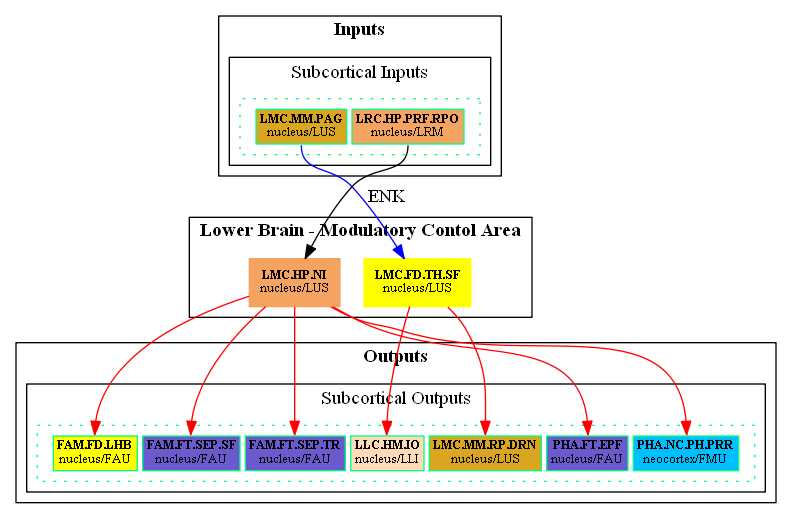 Inputs
Subcortical Inputs
LMC.MM.PAG
nucleus/LUS
LRC.HP.PRF.RPO
nucleus/LRM
ENK
Lower Brain - Modulatory Contol Area
LMC.HP.NI
nucleus/LUS
LMC.FD.TH.SF
nucleus/LUS
Outputs
Subcortical Outputs
FAM.FD.LHB
nucleus/FAU
FAM.FT.SEP.SF
nucleus/FAU
FAM.FT.SEP.TR
nucleus/FAU
LLC.HM.IO
nucleus/LLI
LMC.MM.RP.DRN
nucleus/LUS
PHA.FT.EPF
nucleus/FAU
PHA.NC.PH.PRR
neocortex/FMU